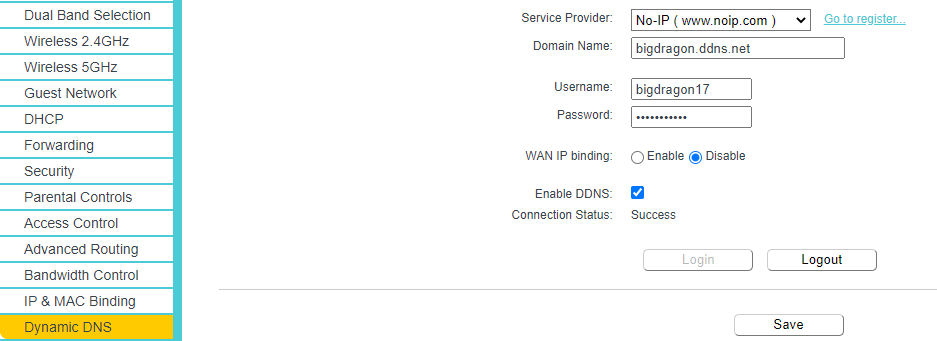 Dual Band Selection
Wireless 2.4GHz
Wireless 5GHz
Guest Network
DHCP
Forwarding
Security
Parental Controls
Access Control
Advanced Routing
Bandwidth Control
IP & MAC Binding
Dynamic DNS
Service Provider: No-IP ( www.noip.com ) Go to register...
Domain Name: bigdragon.ddns.net
Username: bigdragon17
Password: •••••••••••
WAN IP binding: Enable Disable
Enable DDNS:
Connection Status: Success
Login Logout
Save